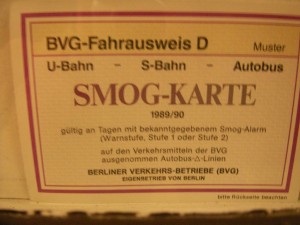 BVG-Fahrausweis D Muster
U-Bahn – S-Bahn – Autobus
SMOG-KARTE
1989/90
gültig an Tagen mit bekanntgegebenem Smog-Alarm
(Warnstufe, Stufe 1 oder Stufe 2)
auf den Verkehrsmitteln der BVG
ausgenommen Autobus-△-Linien
BERLINER VERKEHRS-BETRIEBE (BVG)
EIGENBETRIEB VON BERLIN
bitte Rückseite beachten